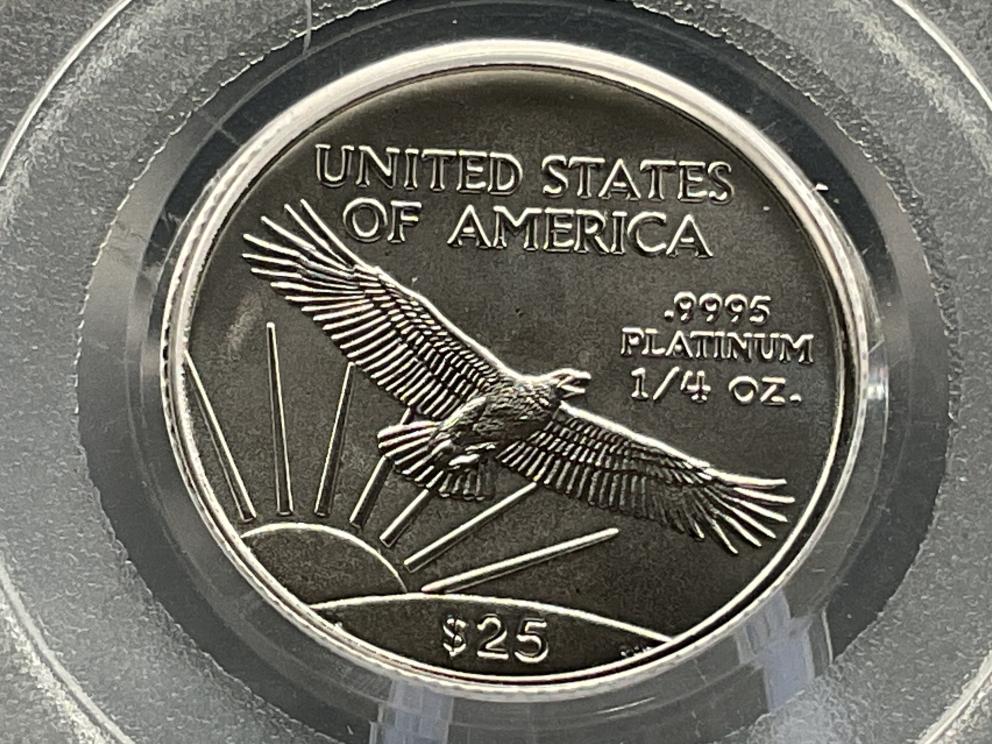 UNITED STATES
OF AMERICA
.9995
PLATINUM
1/4 OZ.
$25